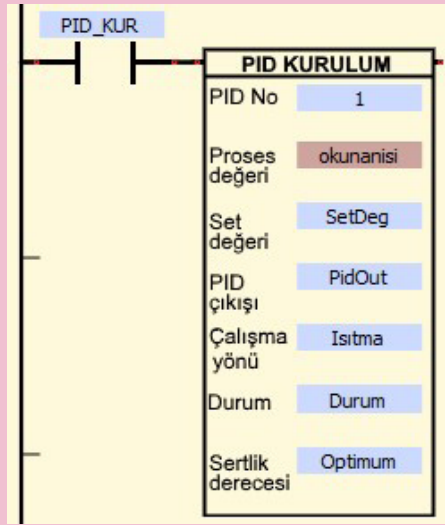 PID_KUR
PID KURULUM
PID No 1
Proses okunanisi
değeri
Set SetDeg
değeri
PID PidOut
çıkışı
Çalışma Isıtma
yönü
Durum Durum
Sertlik Optimum
derecesi